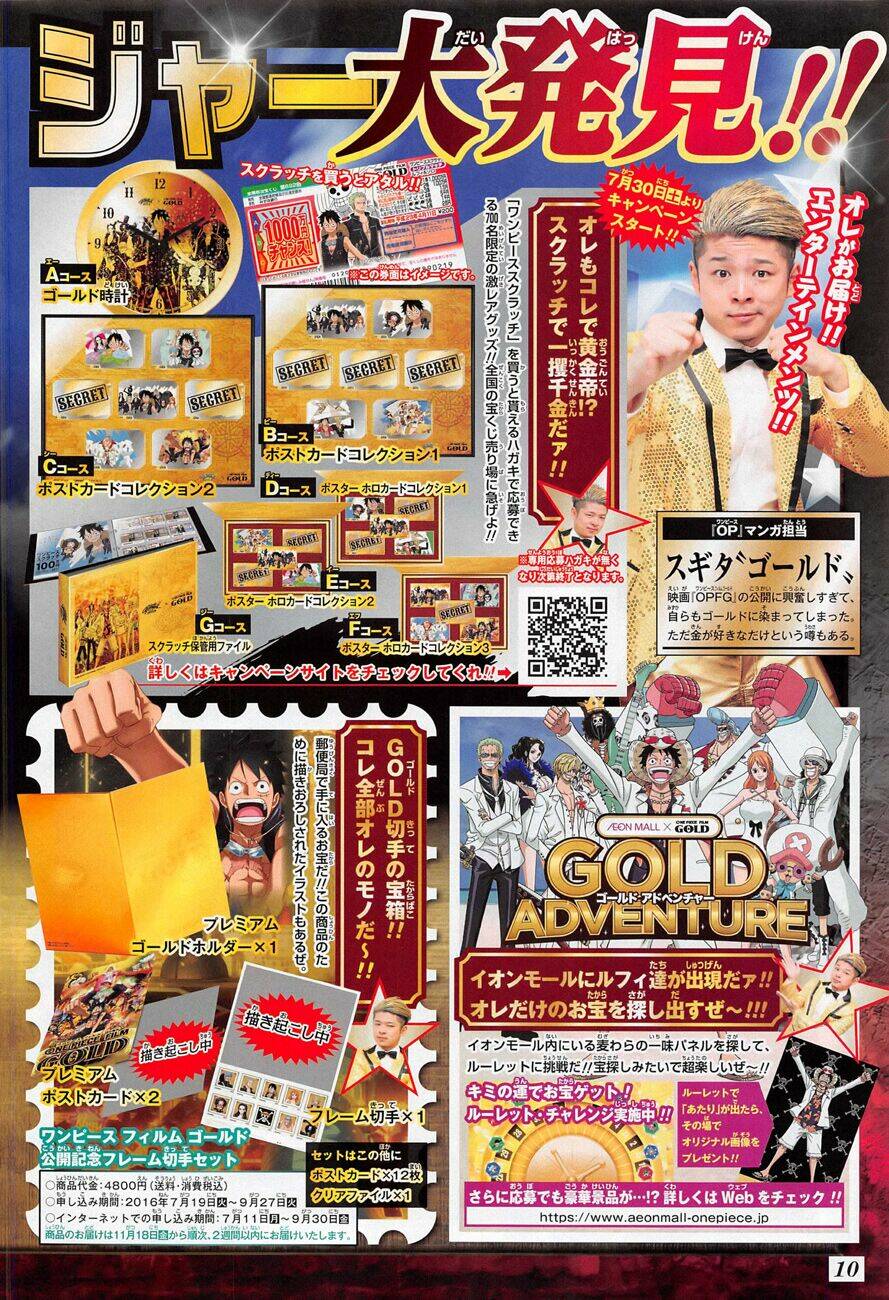 ジャー大発見!!
スクラッチを買うとアタル!!
1000万円
チャンス!
※この券面はイメージです。
7月30日土より
キャンペーン
スタート!!
オレがお届け!!
エンターテインメンツ!!
オレもコレで黄金帝!?
スクラッチで一攫千金だァ!!
「ワンピーススクラッチ」を買うと貰えるハガキで応募でき
る700名限定の激レアグッズ!!全国の宝くじ売り場に急げよ!!
Aコース
ゴールド時計
SECRET
SECRET
SECRET
Bコース
ポストカードコレクション1
SECRET
SECRET
SECRET
Cコース
ポストカードコレクション2
Dコース
ポスター ホロカードコレクション1
Eコース
ポスター ホロカードコレクション2
Fコース
ポスター ホロカードコレクション3
Gコース
スクラッチ保管用ファイル
※専用応募ハガキが無く
なり次第終了となります。
詳しくはキャンペーンサイトをチェックしてくれ!!➡
『OP』マンガ担当
スギダ〝ゴールド〟
映画『OPFG』の公開に興奮しすぎて、
自らもゴールドに染まってしまった。
ただ金が好きなだけという噂もある。
GOLD切手の宝箱!!
コレ全部オレのモノだ〜!!
郵便局で手に入るお宝だ!!この商品のた
めに描きおろしされたイラストもあるぜ。
プレミアム
ゴールドホルダー×1
ONE PIECE FILM
GOLD
描き起こし中
描き起こし中
プレミアム
ポストカード×2
フレーム切手×1
ワンピース フィルム ゴールド
公開記念フレーム切手セット
セットはこの他に
ポストカード×12枚
クリアファイル×1
○商品代金:4800円(送料・消費税込)
○申し込み期間:2016年7月19日火〜9月27日火
○インターネットでの申し込み期間:7月11日月〜9月30日金
商品のお届けは11月18日金から順次、2週間以内にお届けいたします。
ÆON MALL × ONE PIECE FILM GOLD
GOLD
ゴールド アドベンチャー
ADVENTURE
イオンモールにルフィ達が出現だァ!!
オレだけのお宝を探し出すぜ〜!!!
イオンモール内にいる麦わらの一味パネルを探して、
ルーレットに挑戦だ!!宝探しみたいで超楽しいぜ〜!!
キミの運でお宝ゲット!
ルーレット・チャレンジ実施中!!
ルーレットで
「あたり」が出たら、
その場で
オリジナル画像を
プレゼント!!
さらに応募でも豪華景品が…!? 詳しくはWebをチェック!!
https://www.aeonmall-onepiece.jp
10